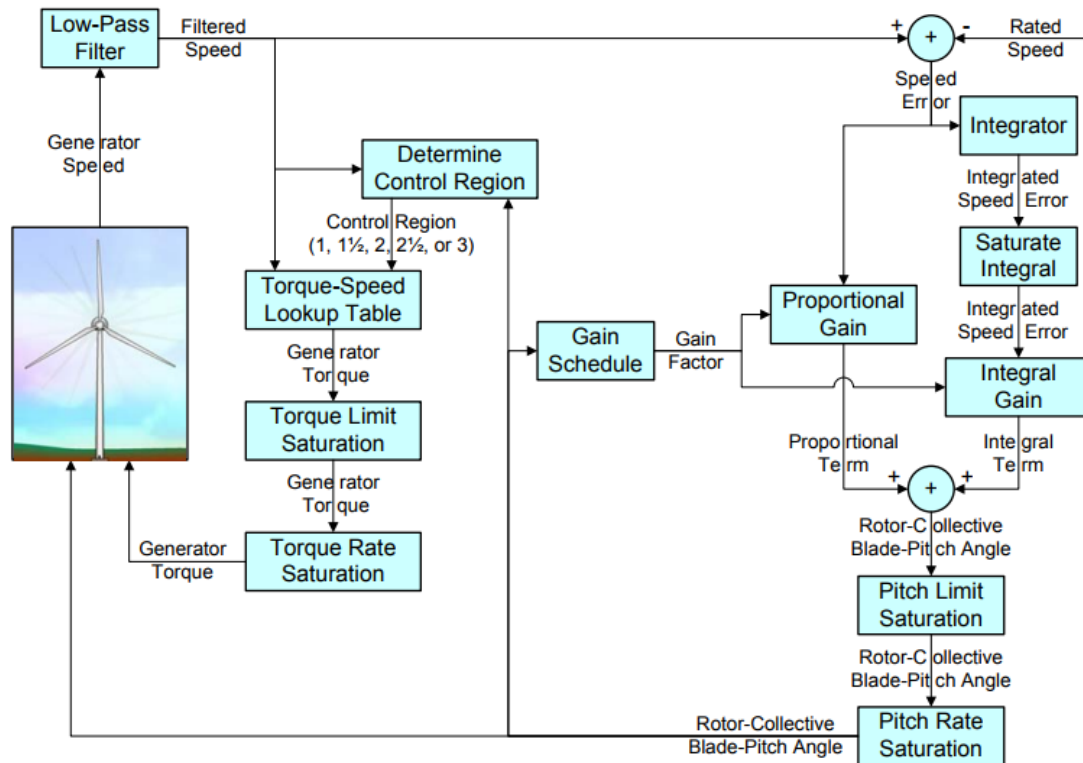 Low-Pass
Filter
Filtered
Speed
+
+
-
Rated
Speed
Speed
Error
Generator
Speed
Determine
Control Region
Integrator
Integrated
Speed Error
Control Region
(1, 1½, 2, 2½, or 3)
Saturate
Integral
Torque-Speed
Lookup Table
Proportional
Gain
Integrated
Speed Error
Gain
Schedule
Gain
Factor
Generator
Torque
Integral
Gain
Torque Limit
Saturation
Proportional
Term
Integral
Term
Generator
Torque
+
+
+
Rotor-Collective
Blade-Pitch Angle
Generator
Torque
Torque Rate
Saturation
Pitch Limit
Saturation
Rotor-Collective
Blade-Pitch Angle
Rotor-Collective
Blade-Pitch Angle
Pitch Rate
Saturation